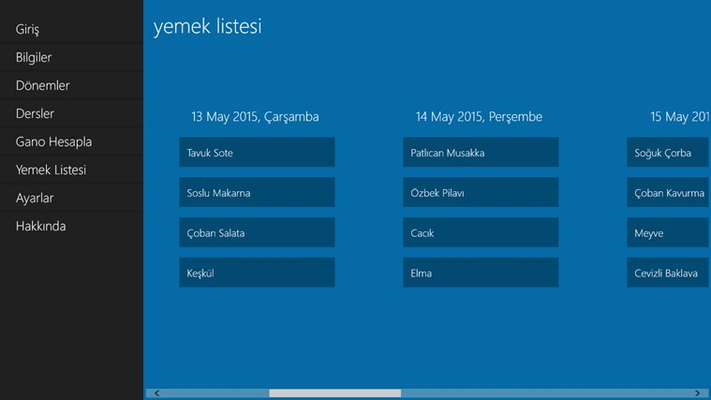 Giriş
Bilgiler
Dönemler
Dersler
Gano Hesapla
Yemek Listesi
Ayarlar
Hakkında
yemek listesi
13 May 2015, Çarşamba
Tavuk Sote
Soslu Makarna
Çoban Salata
Keşkül
14 May 2015, Perşembe
Patlıcan Musakka
Özbek Pilavı
Cacık
Elma
15 May 201
Soğuk Çorba
Çoban Kavurma
Meyve
Cevizli Baklava